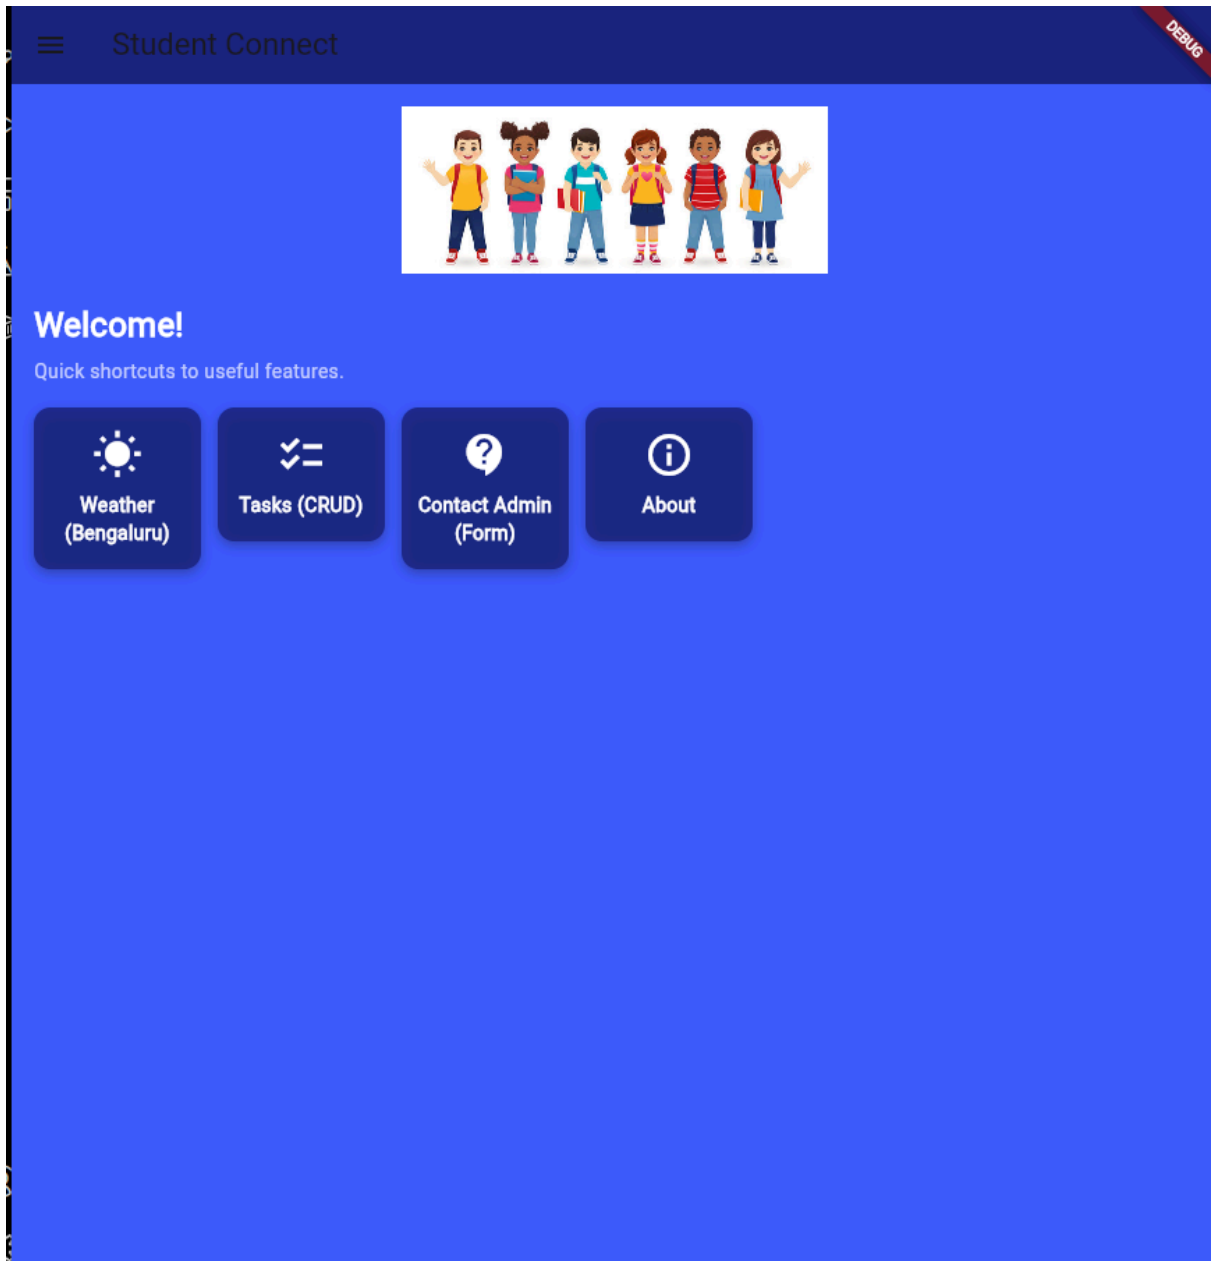 Student Connect
DEBUG
Welcome!
Quick shortcuts to useful features.
Weather
(Bengaluru)
Tasks (CRUD)
Contact Admin
(Form)
About